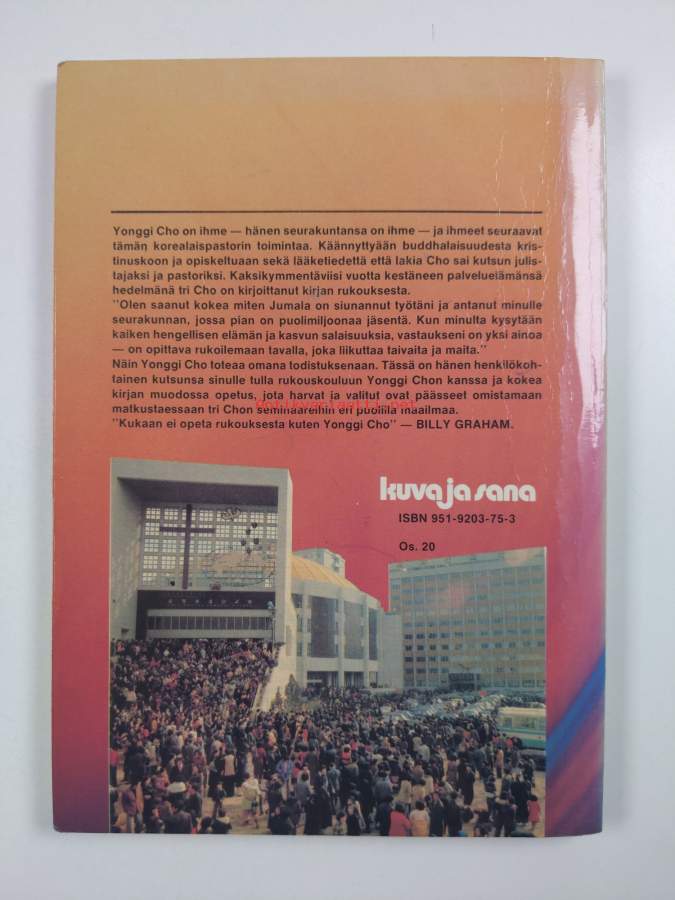 Yonggi Cho on ihme — hänen seurakuntansa on ihme — ja ihmeet seuraavat
tämän korealaispastorin toimintaa. Käännyttyään buddhalaisuudesta kris-
tinuskoon ja opiskeltuaan sekä lääketiedettä että lakia Cho sai kutsun julis-
tajaksi ja pastoriksi. Kaksikymmentäviisi vuotta kestäneen palveluelämänsä
hedelmänä tri Cho on kirjoittanut kirjan rukouksesta.
"Olen saanut kokea miten Jumala on siunannut työtäni ja antanut minulle
seurakunnan, jossa pian on puolimiljoonaa jäsentä. Kun minulta kysytään
kaiken hengellisen elämän ja kasvun salaisuuksia, vastaukseni on yksi ainoa
— on opittava rukoilemaan tavalla, joka liikuttaa taivaita ja maita."
Näin Yonggi Cho toteaa omana todistuksenaan. Tässä on hänen henkilökoh-
tainen kutsunsa sinulle tulla rukouskouluun Yonggi Chon kanssa ja kokea
kirjan muodossa opetus, jota harvat ja valitut ovat päässeet omistamaan
matkustaessaan tri Chon seminaareihin eri puolilla maailmaa.
"Kukaan ei opeta rukouksesta kuten Yonggi Cho" — BILLY GRAHAM.
kuva ja sana
ISBN 951-9203-75-3
Os. 20